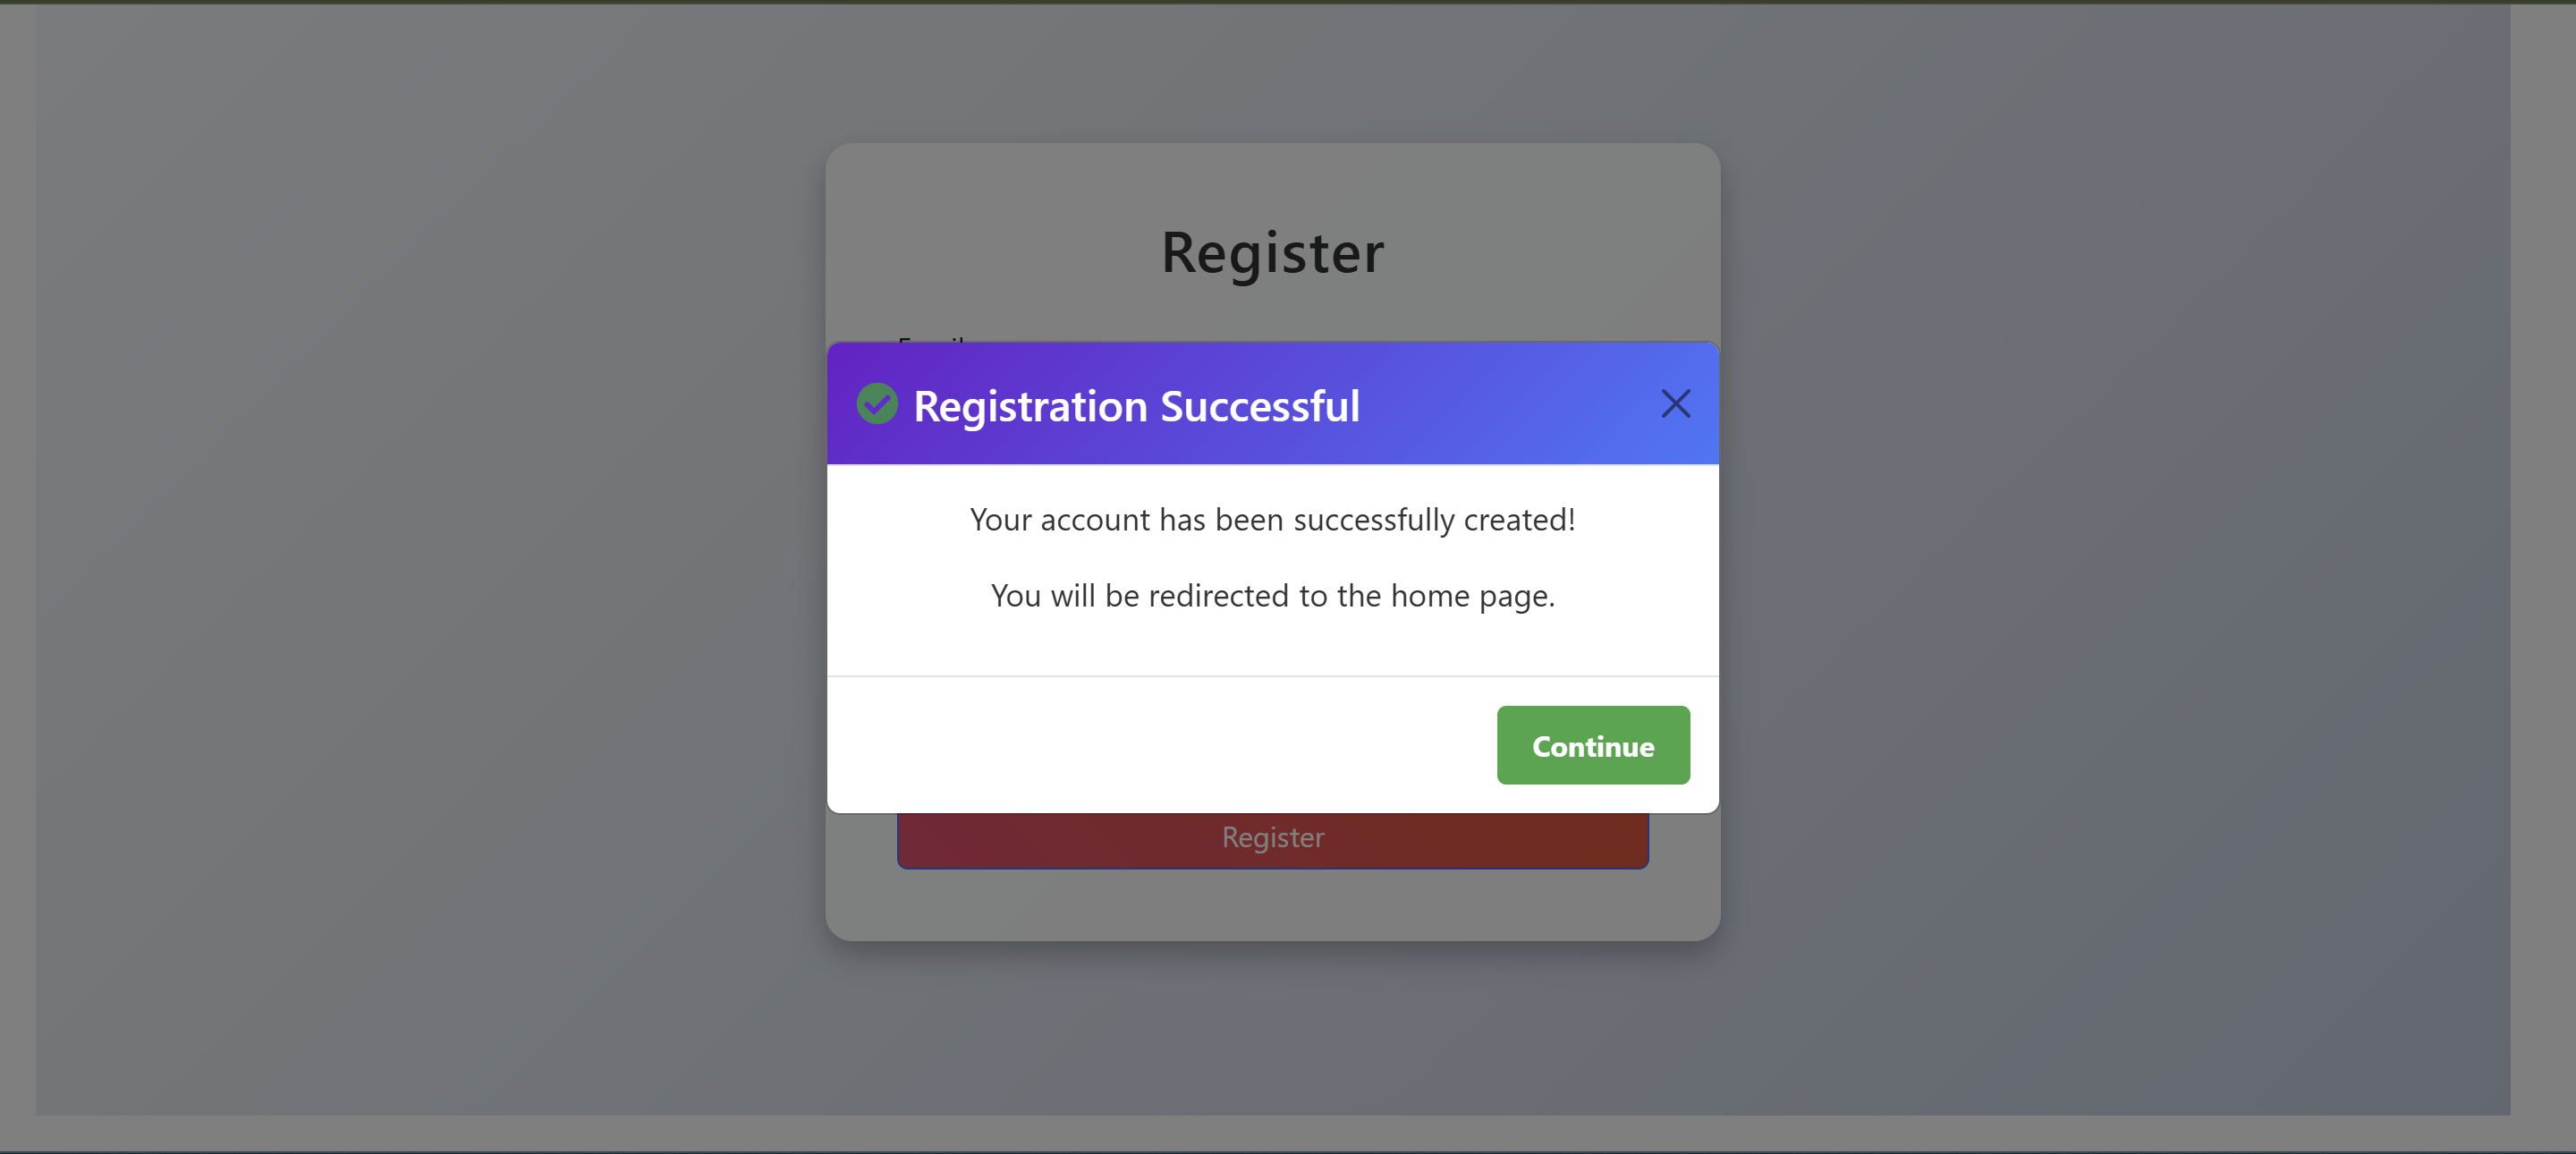 Register
Registration Successful
Your account has been successfully created!
You will be redirected to the home page.
Continue
Register